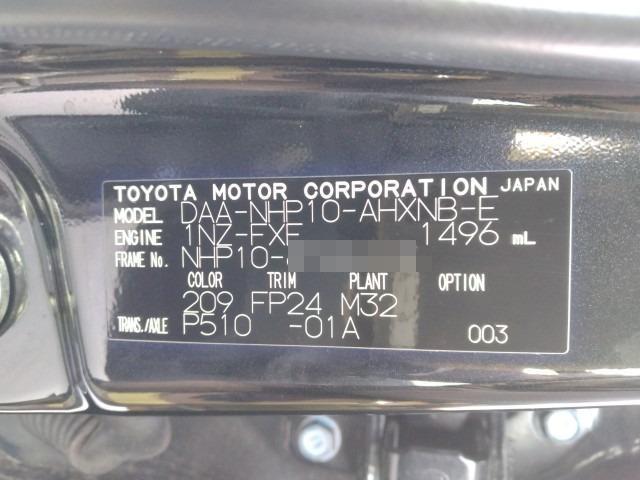 TOYOTA MOTOR CORPORATION JAPAN
MODEL DAA-NHP10-AHXNB-E
ENGINE 1NZ-FXE 1496 mL
FRAME No. NHP10-
COLOR TRIM PLANT OPTION
209 FP24 M32
TRANS./AXLE P510 -01A 003